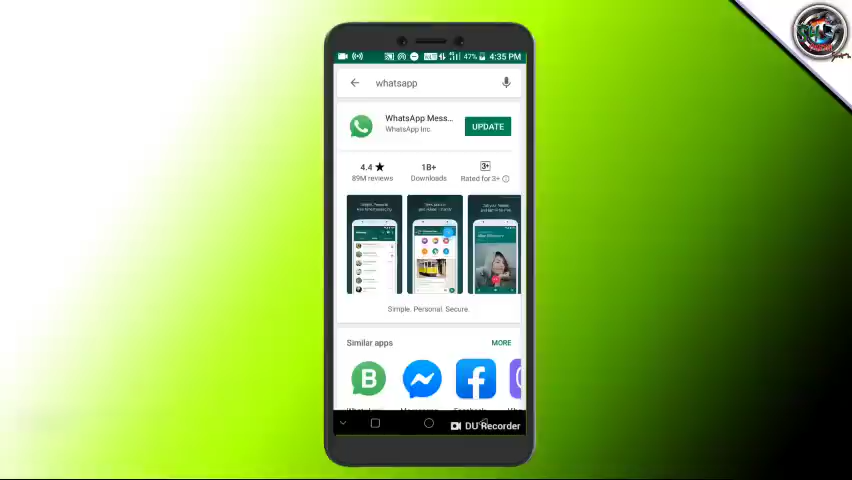 47% 4:35 PM
whatsapp
WhatsApp Mess...
WhatsApp Inc.
UPDATE
4.4 ★ 1B+ 3+
89M reviews Downloads Rated for 3+
Simple. Personal. Secure.
Similar apps MORE
B
DU Recorder